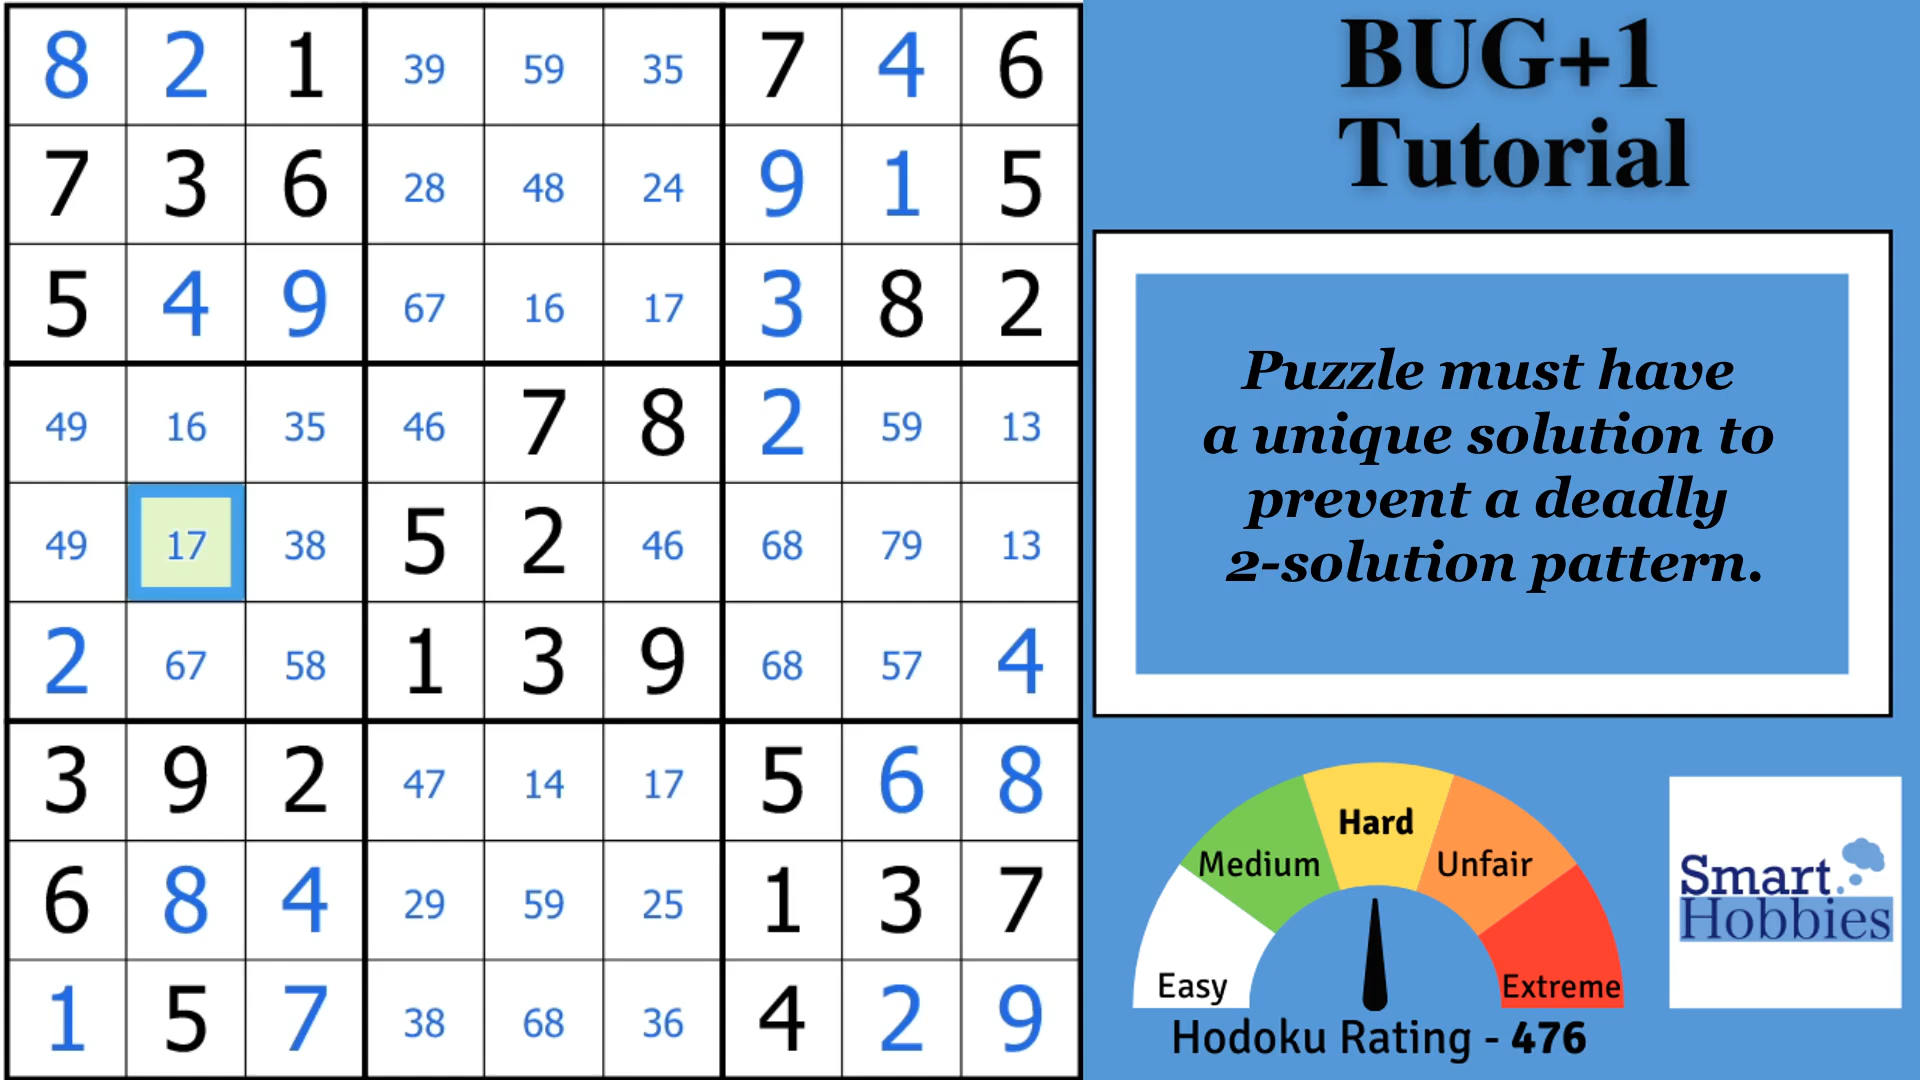 8 2 1 39 59 35 7 4 6
7 3 6 28 48 24 9 1 5
5 4 9 67 16 17 3 8 2
49 16 35 46 7 8 2 59 13
49 17 38 5 2 46 68 79 13
2 67 58 1 3 9 68 57 4
3 9 2 47 14 17 5 6 8
6 8 4 29 59 25 1 3 7
1 5 7 38 68 36 4 2 9
BUG+1
Tutorial
Puzzle must have
a unique solution to
prevent a deadly
2-solution pattern.
Easy
Medium
Hard
Unfair
Extreme
Hodoku Rating - 476
Smart
Hobbies